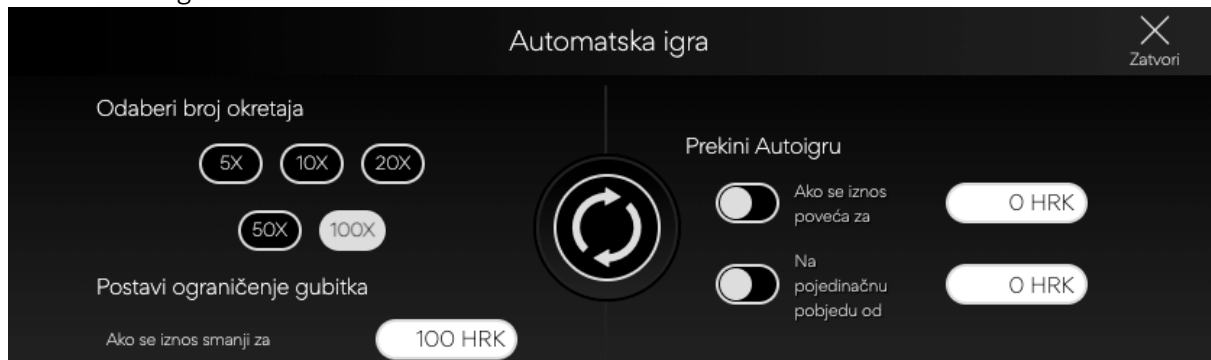 Automatska igra
Zatvori
Odaberi broj okretaja
5X 10X 20X
50X 100X
Postavi ograničenje gubitka
Ako se iznos smanji za 100 HRK
Prekini Autoigru
Ako se iznos
poveća za 0 HRK
Na
pojedinačnu
pobjedu od 0 HRK